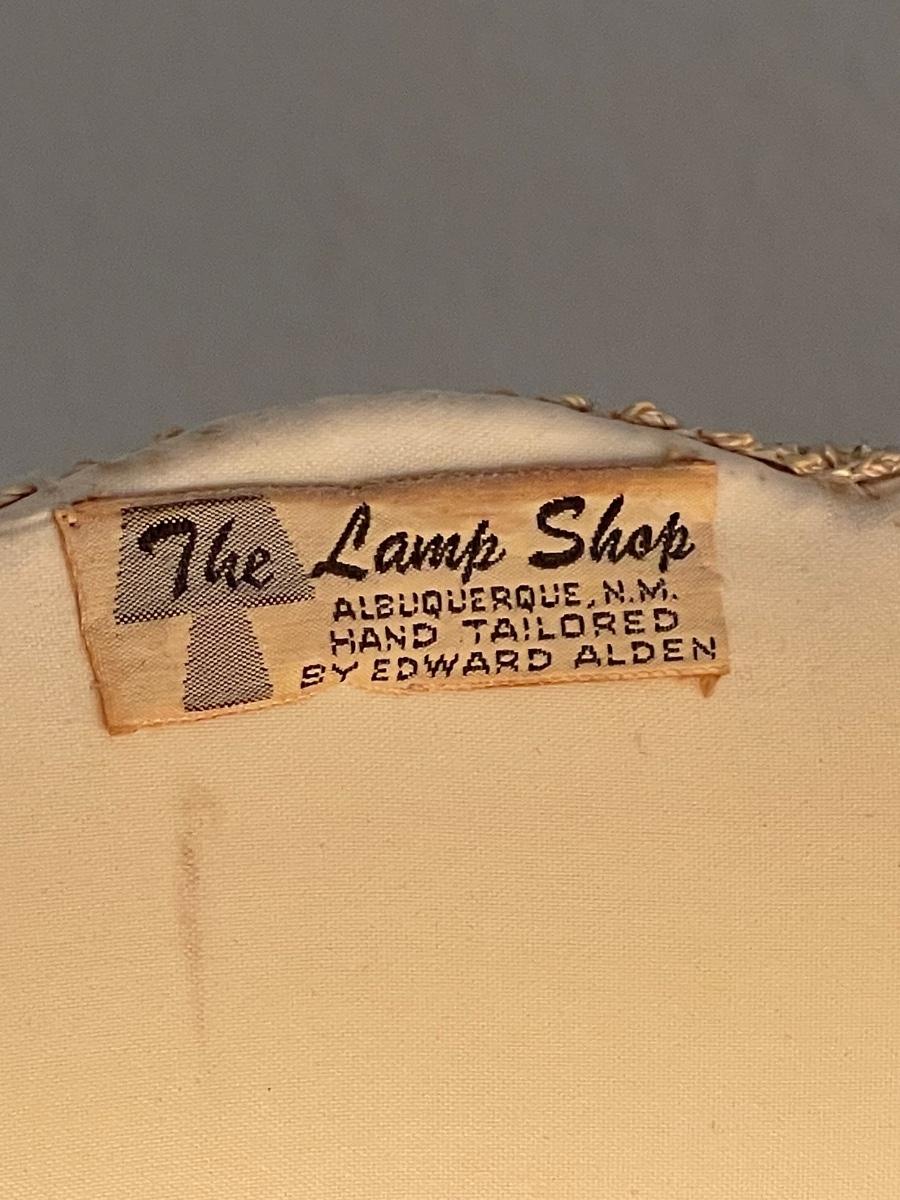 The Lamp Shop
ALBUQUERQUE, N.M.
HAND TAILORED
BY EDWARD ALDEN